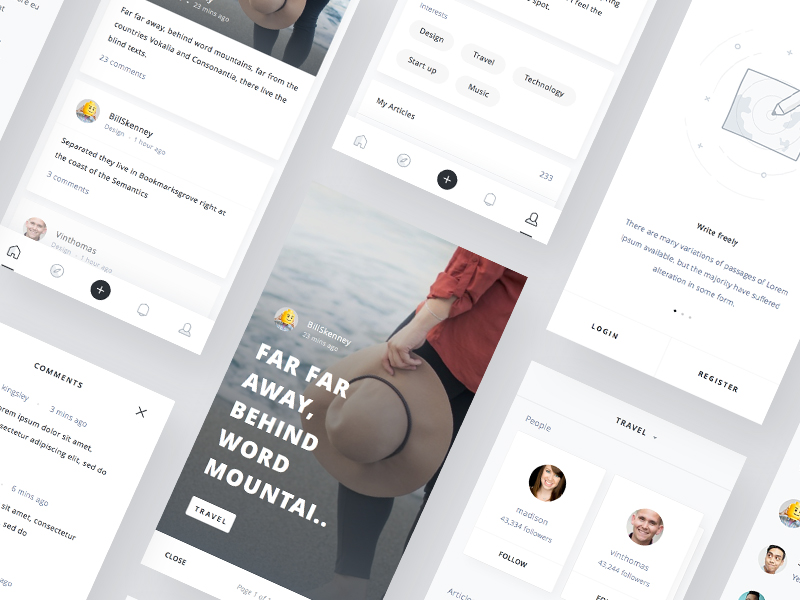 23 mins ago
Far far away, behind word mountains, far from the
countries Vokalia and Consonantia, there live the
blind texts.
23 comments
BillSkenney
Design · 1 hour ago
Separated they live in Bookmarksgrove right at
the coast of the Semantics
3 comments
Vinthomas
Design · 1 hour ago
COMMENTS
kingsley · 3 mins ago
lorem ipsum dolor sit amet,
consectetur adipiscing elit, sed do
6 mins ago
sit amet, consectetur
sed do
spot.
feel the
Interests
Design
Travel
Technology
Start up
Music
My Articles
233
BillSkenney
23 mins ago
FAR FAR
AWAY,
BEHIND
WORD
MOUNTAI..
TRAVEL
CLOSE
Page 1 of
Write freely
There are many variations of passages of Lorem
Ipsum available, but the majority have suffered
alteration in some form.
LOGIN
REGISTER
TRAVEL
People
madison
43,334 followers
FOLLOW
vinthomas
43,244 followers